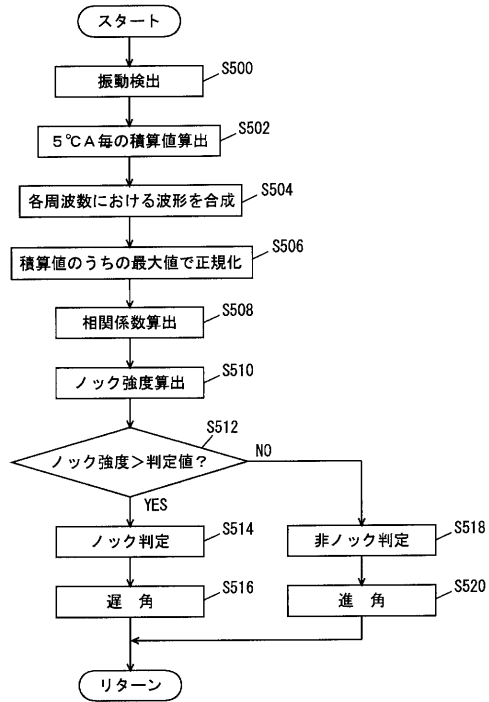 スタート
振動検出
S500
5℃A毎の積算値算出
S502
各周波数における波形を合成
S504
積算値のうちの最大値で正規化
S506
相関係数算出
S508
ノック強度算出
S510
ノック強度>判定値?
S512
NO
YES
ノック判定
S514
非ノック判定
S518
遅 角
S516
進 角
S520
リターン